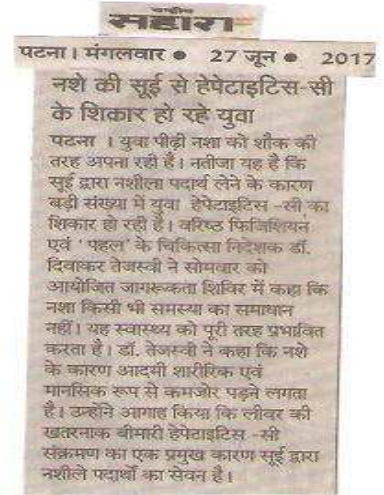 राष्ट्रीय
सहारा
पटना । मंगलवार ● 27 जून ● 2017
नशे की सूई से हेपेटाइटिस-सी
के शिकार हो रहे युवा
पटना । युवा पीढ़ी नशा को शौक की
तरह अपना रही है। नतीजा यह है कि
सूई द्वारा नशीला पदार्थ लेने के कारण
बड़ी संख्या में युवा हेपेटाइटिस -सी का
शिकार हो रही है। वरिष्ठ फिजिशियन
एवं ' पहल' के चिकित्सा निदेशक डॉ.
दिवाकर तेजस्वी ने सोमवार को
आयोजित जागरूकता शिविर में कहा कि
नशा किसी भी समस्या का समाधान
नहीं। यह स्वास्थ्य को पूरी तरह प्रभावित
करता है। डॉ. तेजस्वी ने कहा कि नशे
के कारण आदमी शारीरिक एवं
मानसिक रूप से कमजोर पड़ने लगता
है। उन्होंने आगाह किया कि लीवर की
खतरनाक बीमारी हेपेटाइटिस -सी
संक्रमण का एक प्रमुख कारण सूई द्वारा
नशीले पदार्थों का सेवन है।